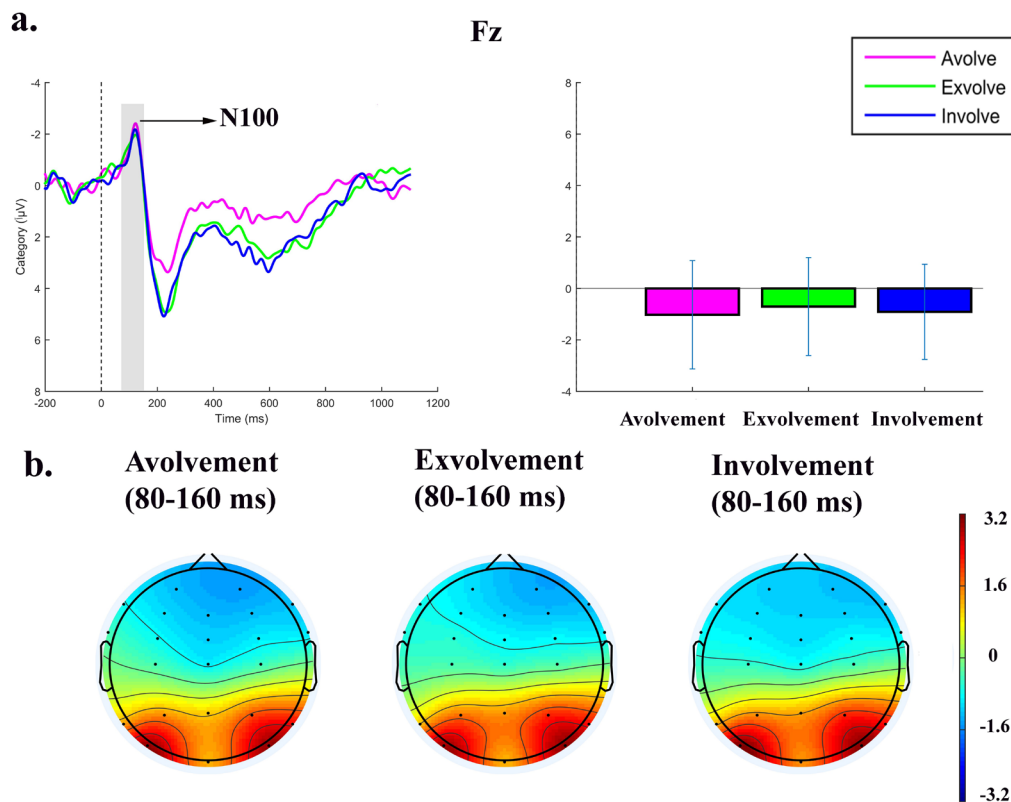 a.
Fz
Avolve
Exvolve
Involve
N100
-4
-2
0
2
4
6
8
Category (µV)
-200
0
200
400
600
800
1000
1200
Time (ms)
8
6
4
2
0
-2
-4
Avolvement
Exvolvement
Involvement
b.
Avolvement
(80-160 ms)
Exvolvement
(80-160 ms)
Involvement
(80-160 ms)
3.2
1.6
0
-1.6
-3.2